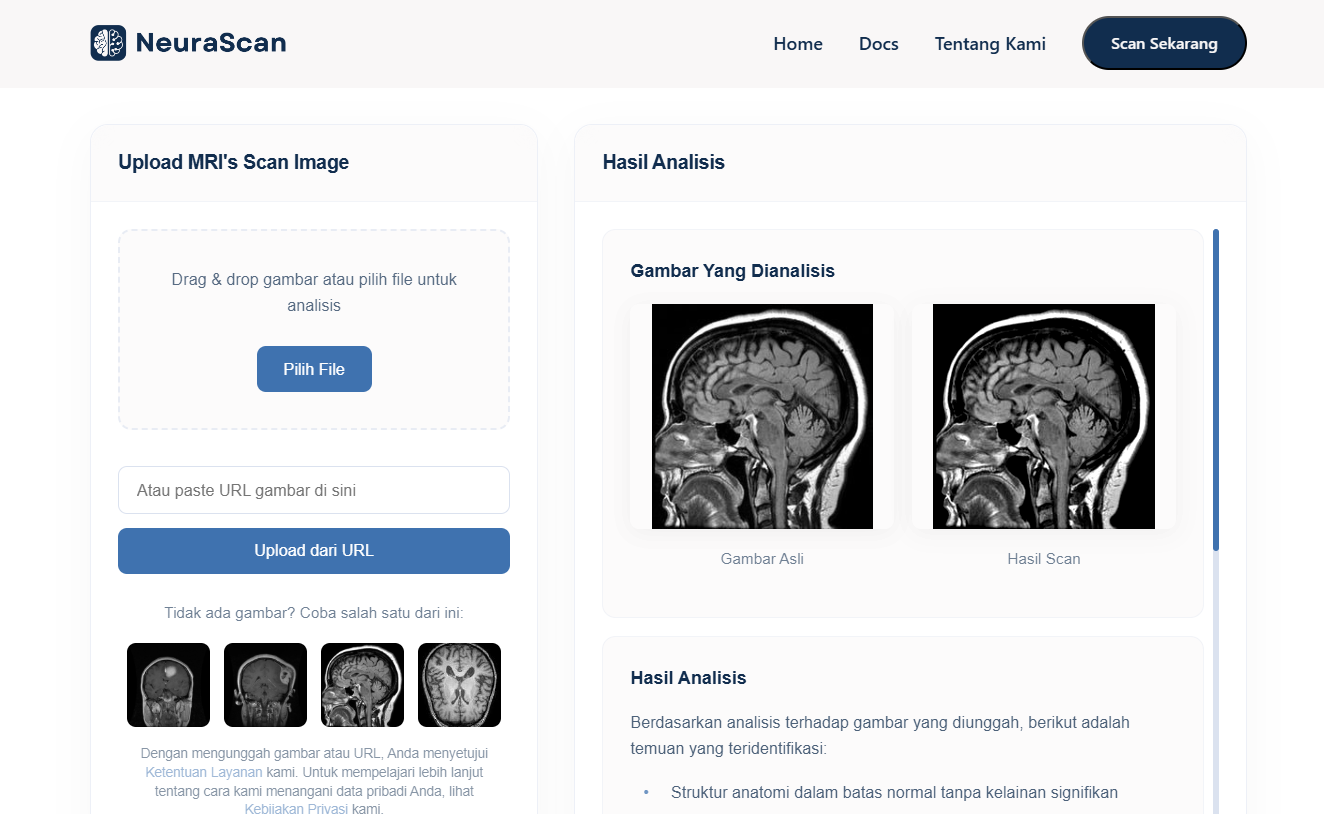 NeuraScan
Home
Docs
Tentang Kami
Scan Sekarang
Upload MRI's Scan Image
Drag & drop gambar atau pilih file untuk
analisis
Pilih File
Atau paste URL gambar di sini
Upload dari URL
Tidak ada gambar? Coba salah satu dari ini:
Dengan mengunggah gambar atau URL, Anda menyetujui
Ketentuan Layanan kami. Untuk mempelajari lebih lanjut
tentang cara kami menangani data pribadi Anda, lihat
Kebijakan Privasi kami.
Hasil Analisis
Gambar Yang Dianalisis
Gambar Asli
Hasil Scan
Hasil Analisis
Berdasarkan analisis terhadap gambar yang diunggah, berikut adalah
temuan yang teridentifikasi:
• Struktur anatomi dalam batas normal tanpa kelainan signifikan